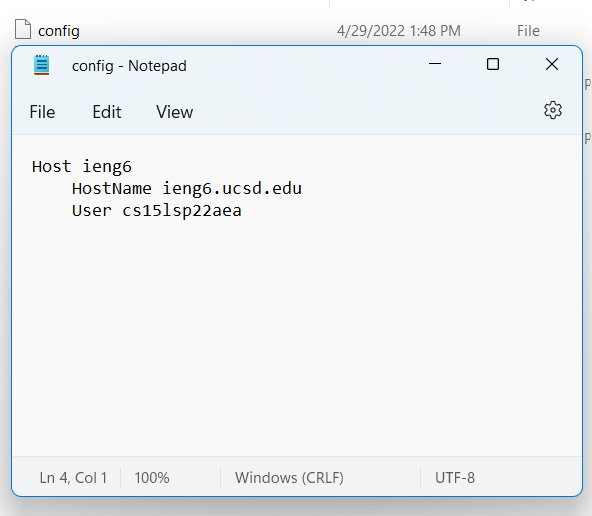 config 4/29/2022 1:48 PM File
config - Notepad
File Edit View
Host ieng6
    HostName ieng6.ucsd.edu
    User cs15lsp22aea
Ln 4, Col 1 100% Windows (CRLF) UTF-8